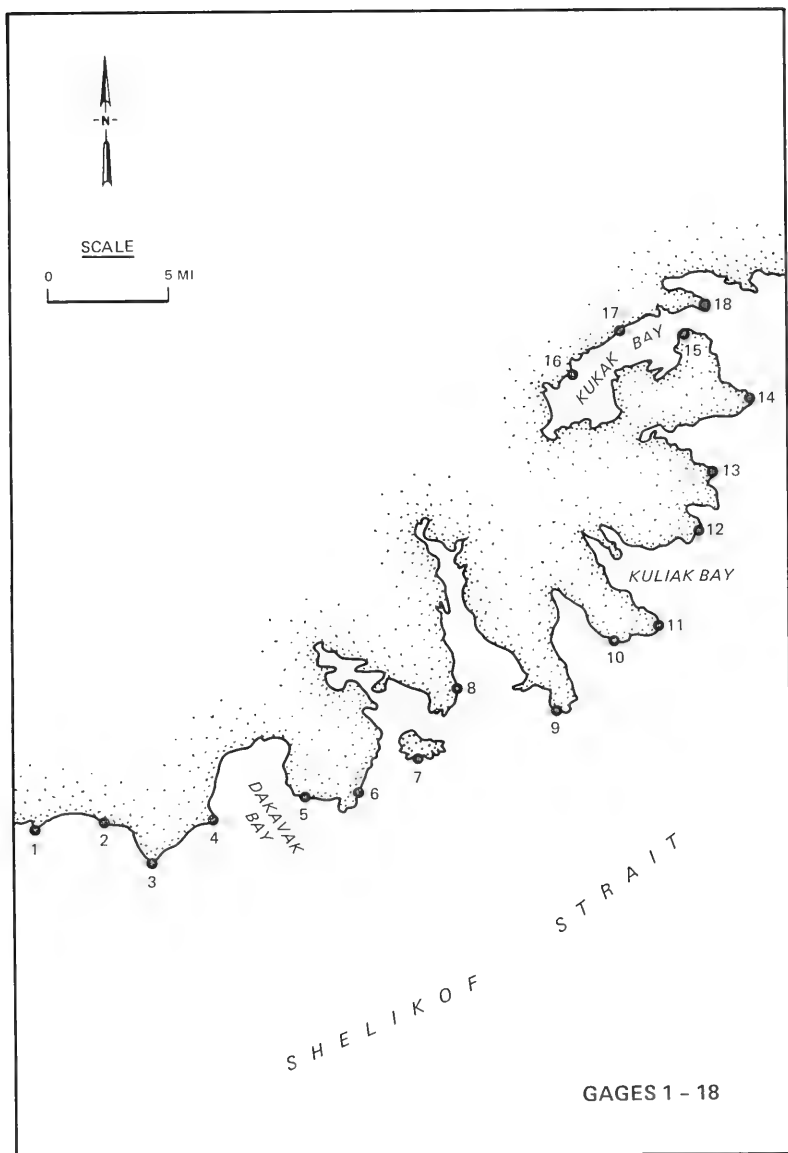 -N-
SCALE
0 5 MI
18
17
KUKAK BAY
15
16
14
13
12
KULIAK BAY
11
10
8
9
7
6
5
DAKAVAK
BAY
4
2
1
3
SHELIKOF STRAIT
GAGES 1 – 18